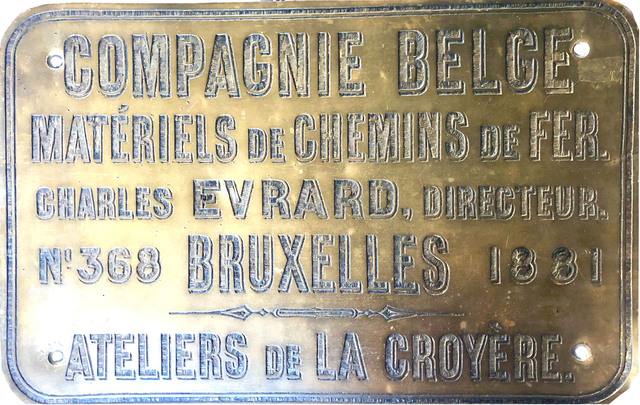 COMPAGNIE BELGE
MATÉRIELS DE CHEMINS DE FER.
CHARLES EVRARD, DIRECTEUR.
N° 368 BRUXELLES 1881
ATELIERS DE LA CROYÈRE.